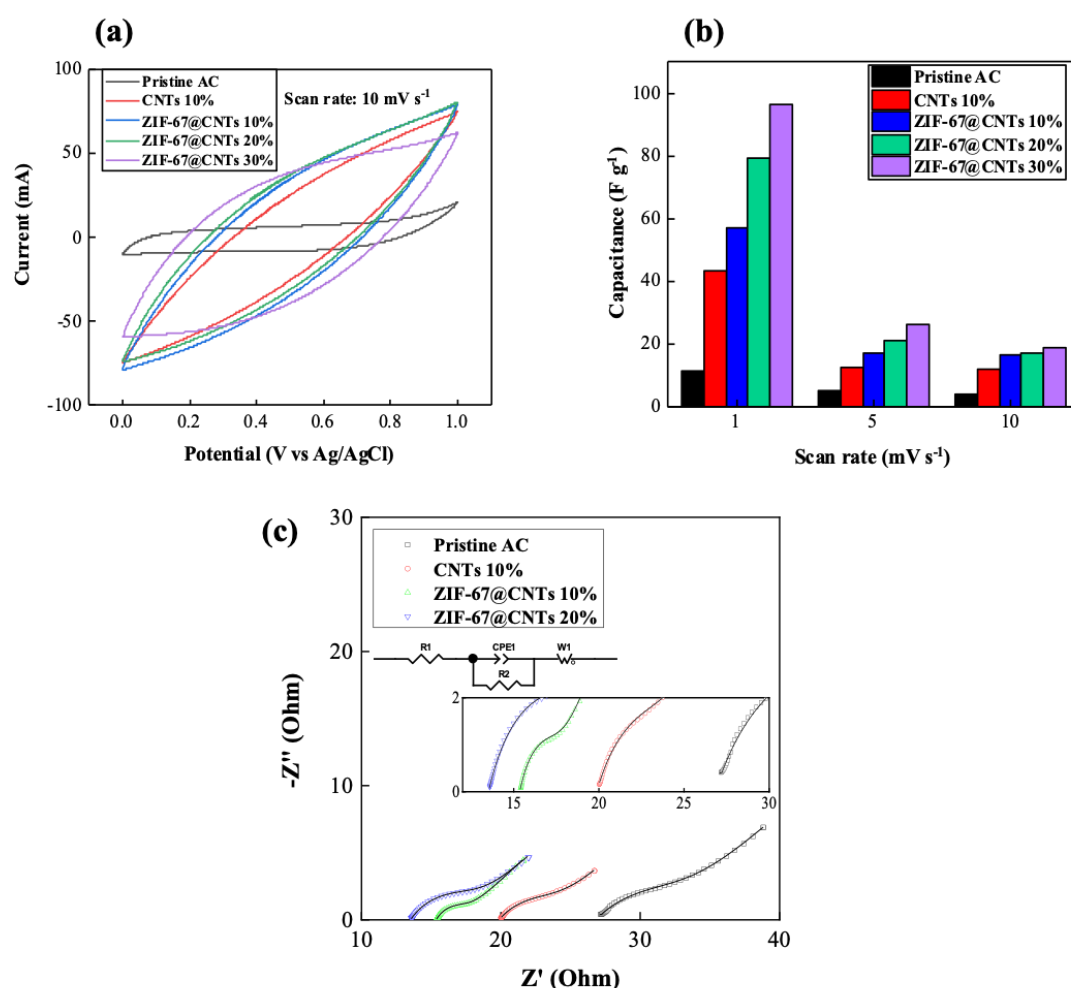 (a)
100
50
0
-50
-100
Current (mA)
Pristine AC
CNTs 10%
ZIF-67@CNTs 10%
ZIF-67@CNTs 20%
ZIF-67@CNTs 30%
Scan rate: 10 mV s⁻¹
0.0 0.2 0.4 0.6 0.8 1.0
Potential (V vs Ag/AgCl)
(b)
100
80
60
40
20
0
Capacitance (F g¹)
Pristine AC
CNTs 10%
ZIF-67@CNTs 10%
ZIF-67@CNTs 20%
ZIF-67@CNTs 30%
1 5 10
Scan rate (mV s⁻¹)
(c)
30
20
10
0
-Z'' (Ohm)
Pristine AC
CNTs 10%
ZIF-67@CNTs 10%
ZIF-67@CNTs 20%
R1 CPE1 W1
R2
2
0
15 20 25 30
10 20 30 40
Z' (Ohm)